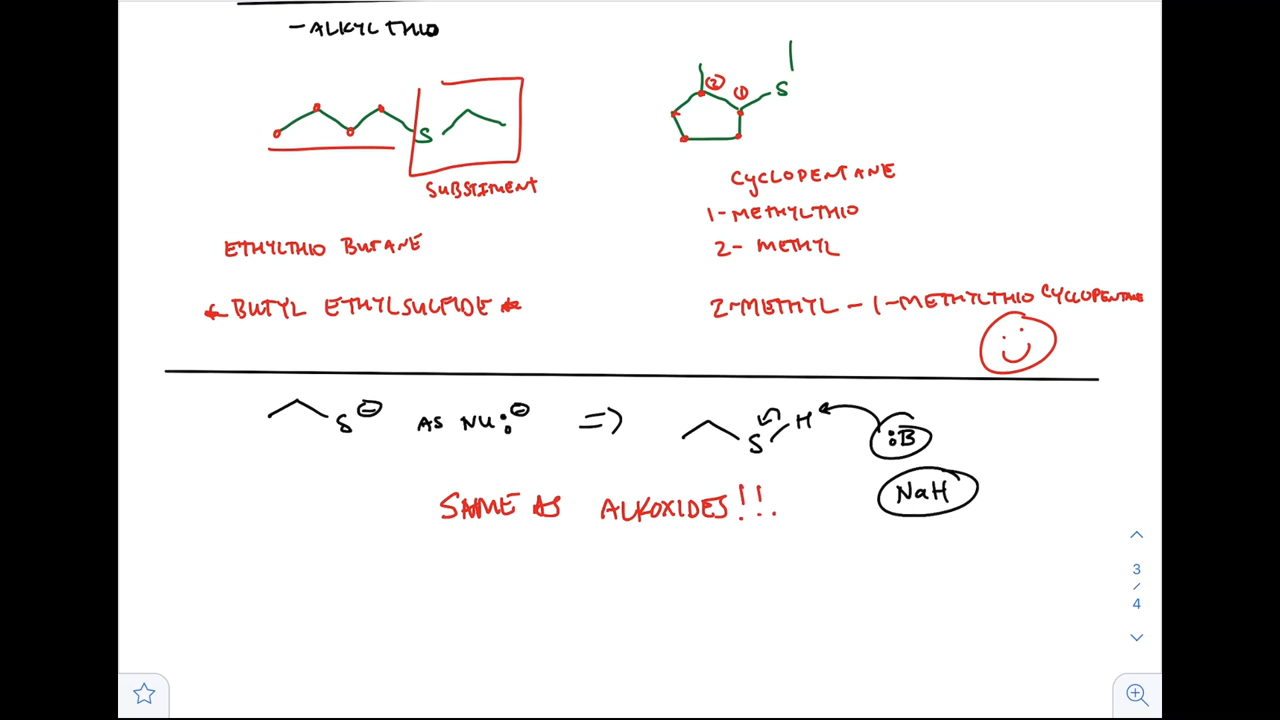 -ALKYLTHIO
② ① S
S
SUBSTITUENT
CYCLOPENTANE
1-METHYLTHIO
ETHYLTHIO BUTANE
2- METHYL
BUTYL ETHYLSULFIDE
2-METHYL-1-METHYLTHIO CYCLOPENTANE
S⊖ AS NU:⊖ => S H :B
NaH
SAME AS ALKOXIDES!!!
3
/
4